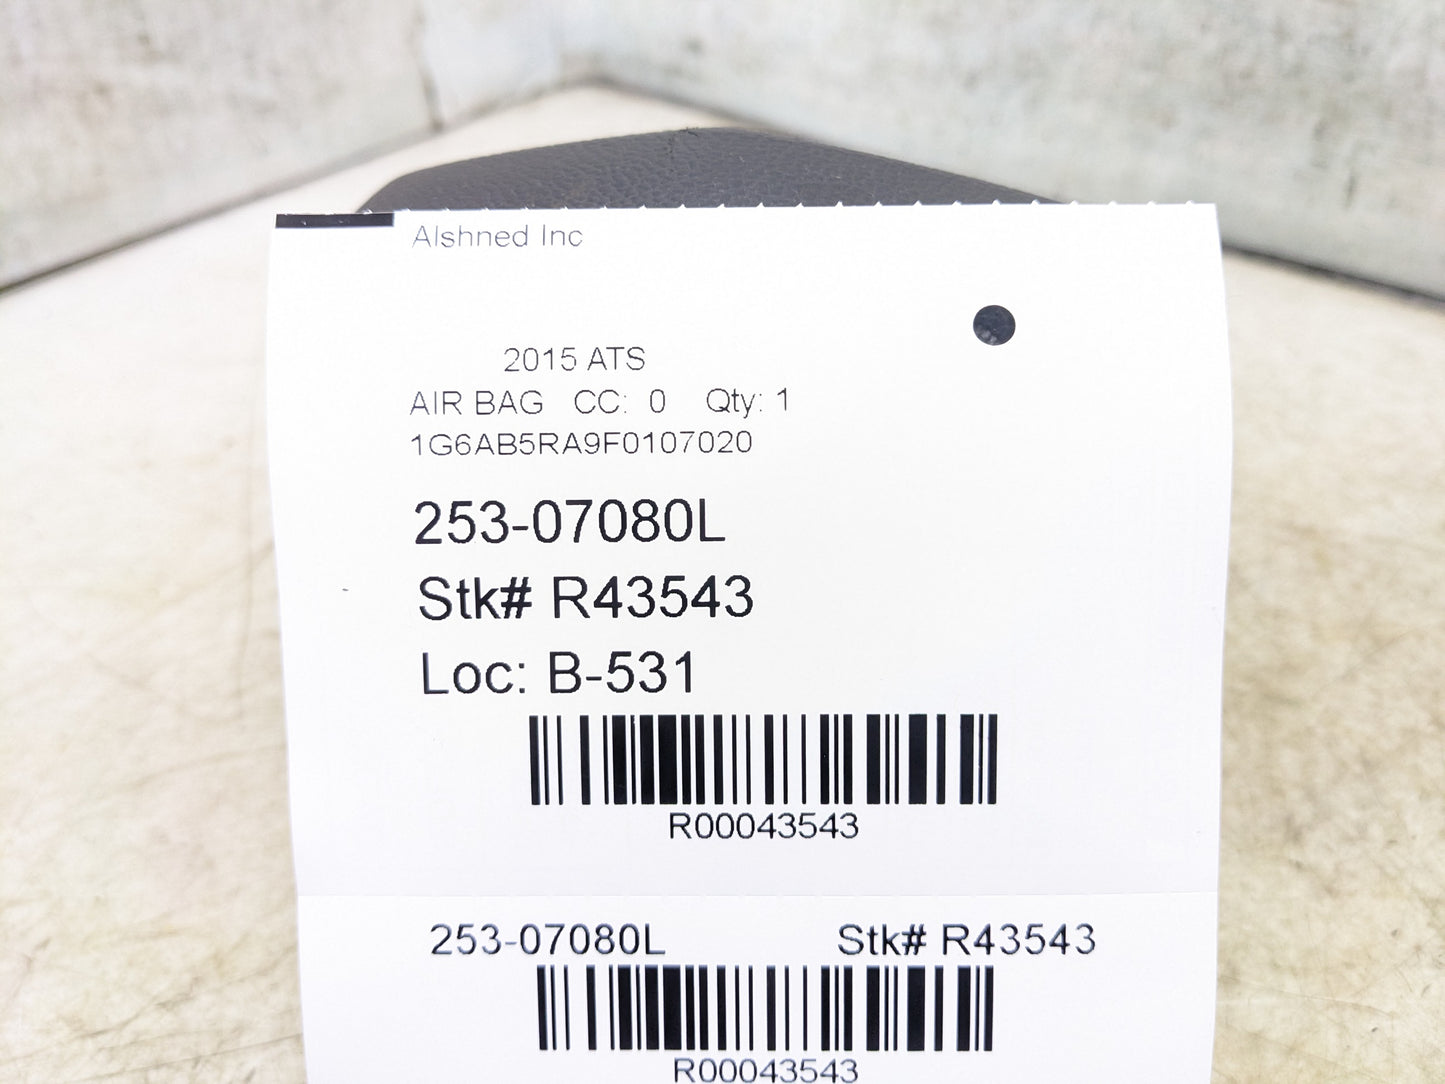 Alshned Inc
2015 ATS
AIR BAG CC: 0 Qty: 1
1G6AB5RA9F0107020
253-07080L
Stk# R43543
Loc: B-531
R00043543
253-07080L Stk# R43543
R00043543